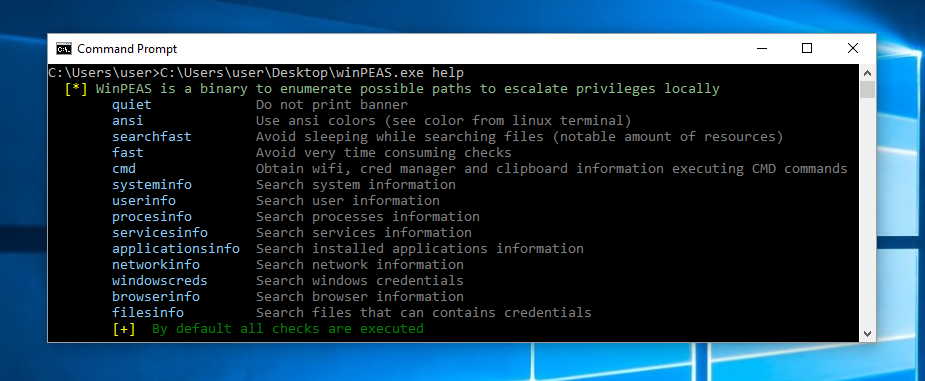 Command Prompt
C:\Users\user>C:\Users\user\Desktop\winPEAS.exe help
[*] WinPEAS is a binary to enumerate possible paths to escalate privileges locally
quiet Do not print banner
ansi Use ansi colors (see color from linux terminal)
searchfast Avoid sleeping while searching files (notable amount of resources)
fast Avoid very time consuming checks
cmd Obtain wifi, cred manager and clipboard information executing CMD commands
systeminfo Search system information
userinfo Search user information
procesinfo Search processes information
servicesinfo Search services information
applicationsinfo Search installed applications information
networkinfo Search network information
windowscreds Search windows credentials
browserinfo Search browser information
filesinfo Search files that can contains credentials
[+] By default all checks are executed